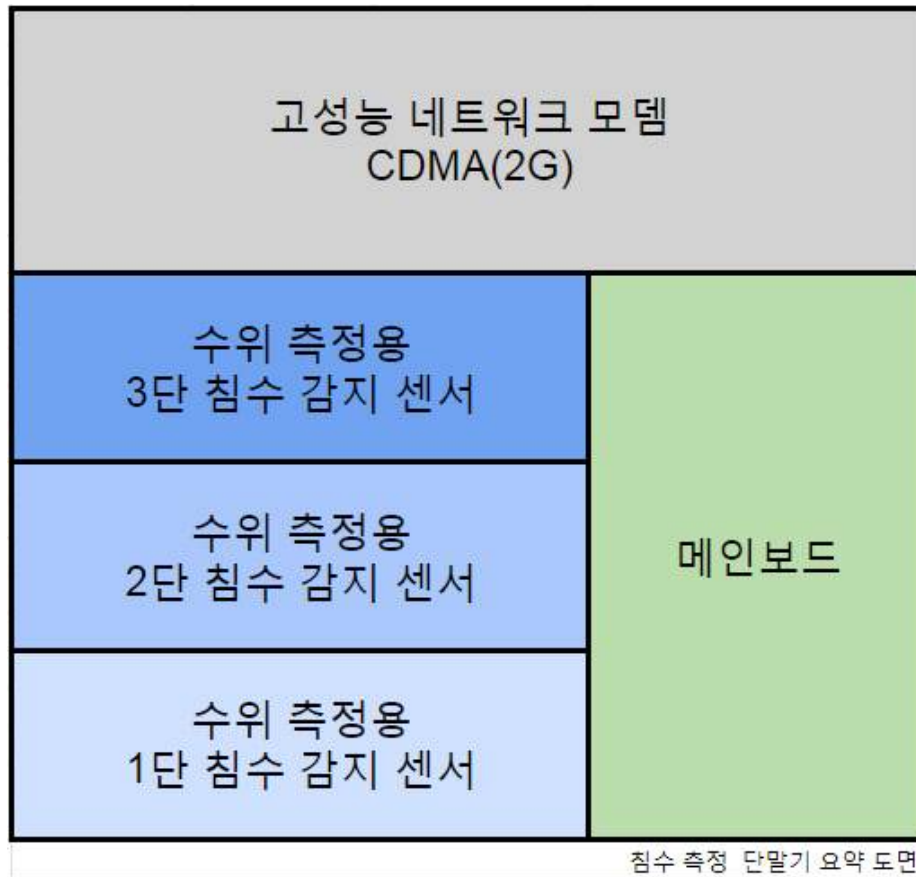 고성능 네트워크 모뎀
CDMA(2G)
수위 측정용
3단 침수 감지 센서
수위 측정용
2단 침수 감지 센서
수위 측정용
1단 침수 감지 센서
메인보드
침수 측정 단말기 요약 도면